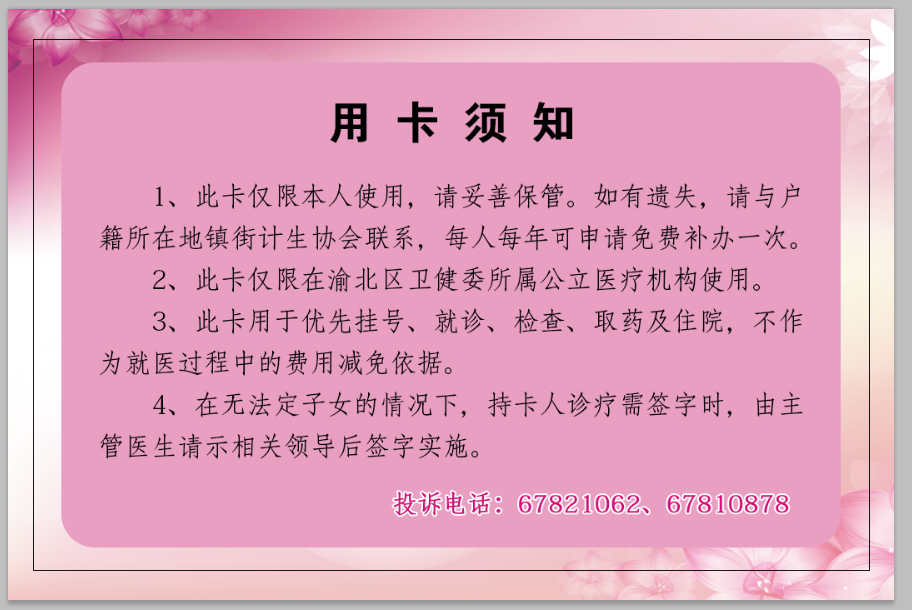 用卡须知
1、此卡仅限本人使用，请妥善保管。如有遗失，请与户
籍所在地镇街计生协会联系，每人每年可申请免费补办一次。
2、此卡仅限在渝北区卫健委所属公立医疗机构使用。
3、此卡用于优先挂号、就诊、检查、取药及住院，不作
为就医过程中的费用减免依据。
4、在无法定子女的情况下，持卡人诊疗需签字时，由主
管医生请示相关领导后签字实施。
投诉电话：67821062、67810878